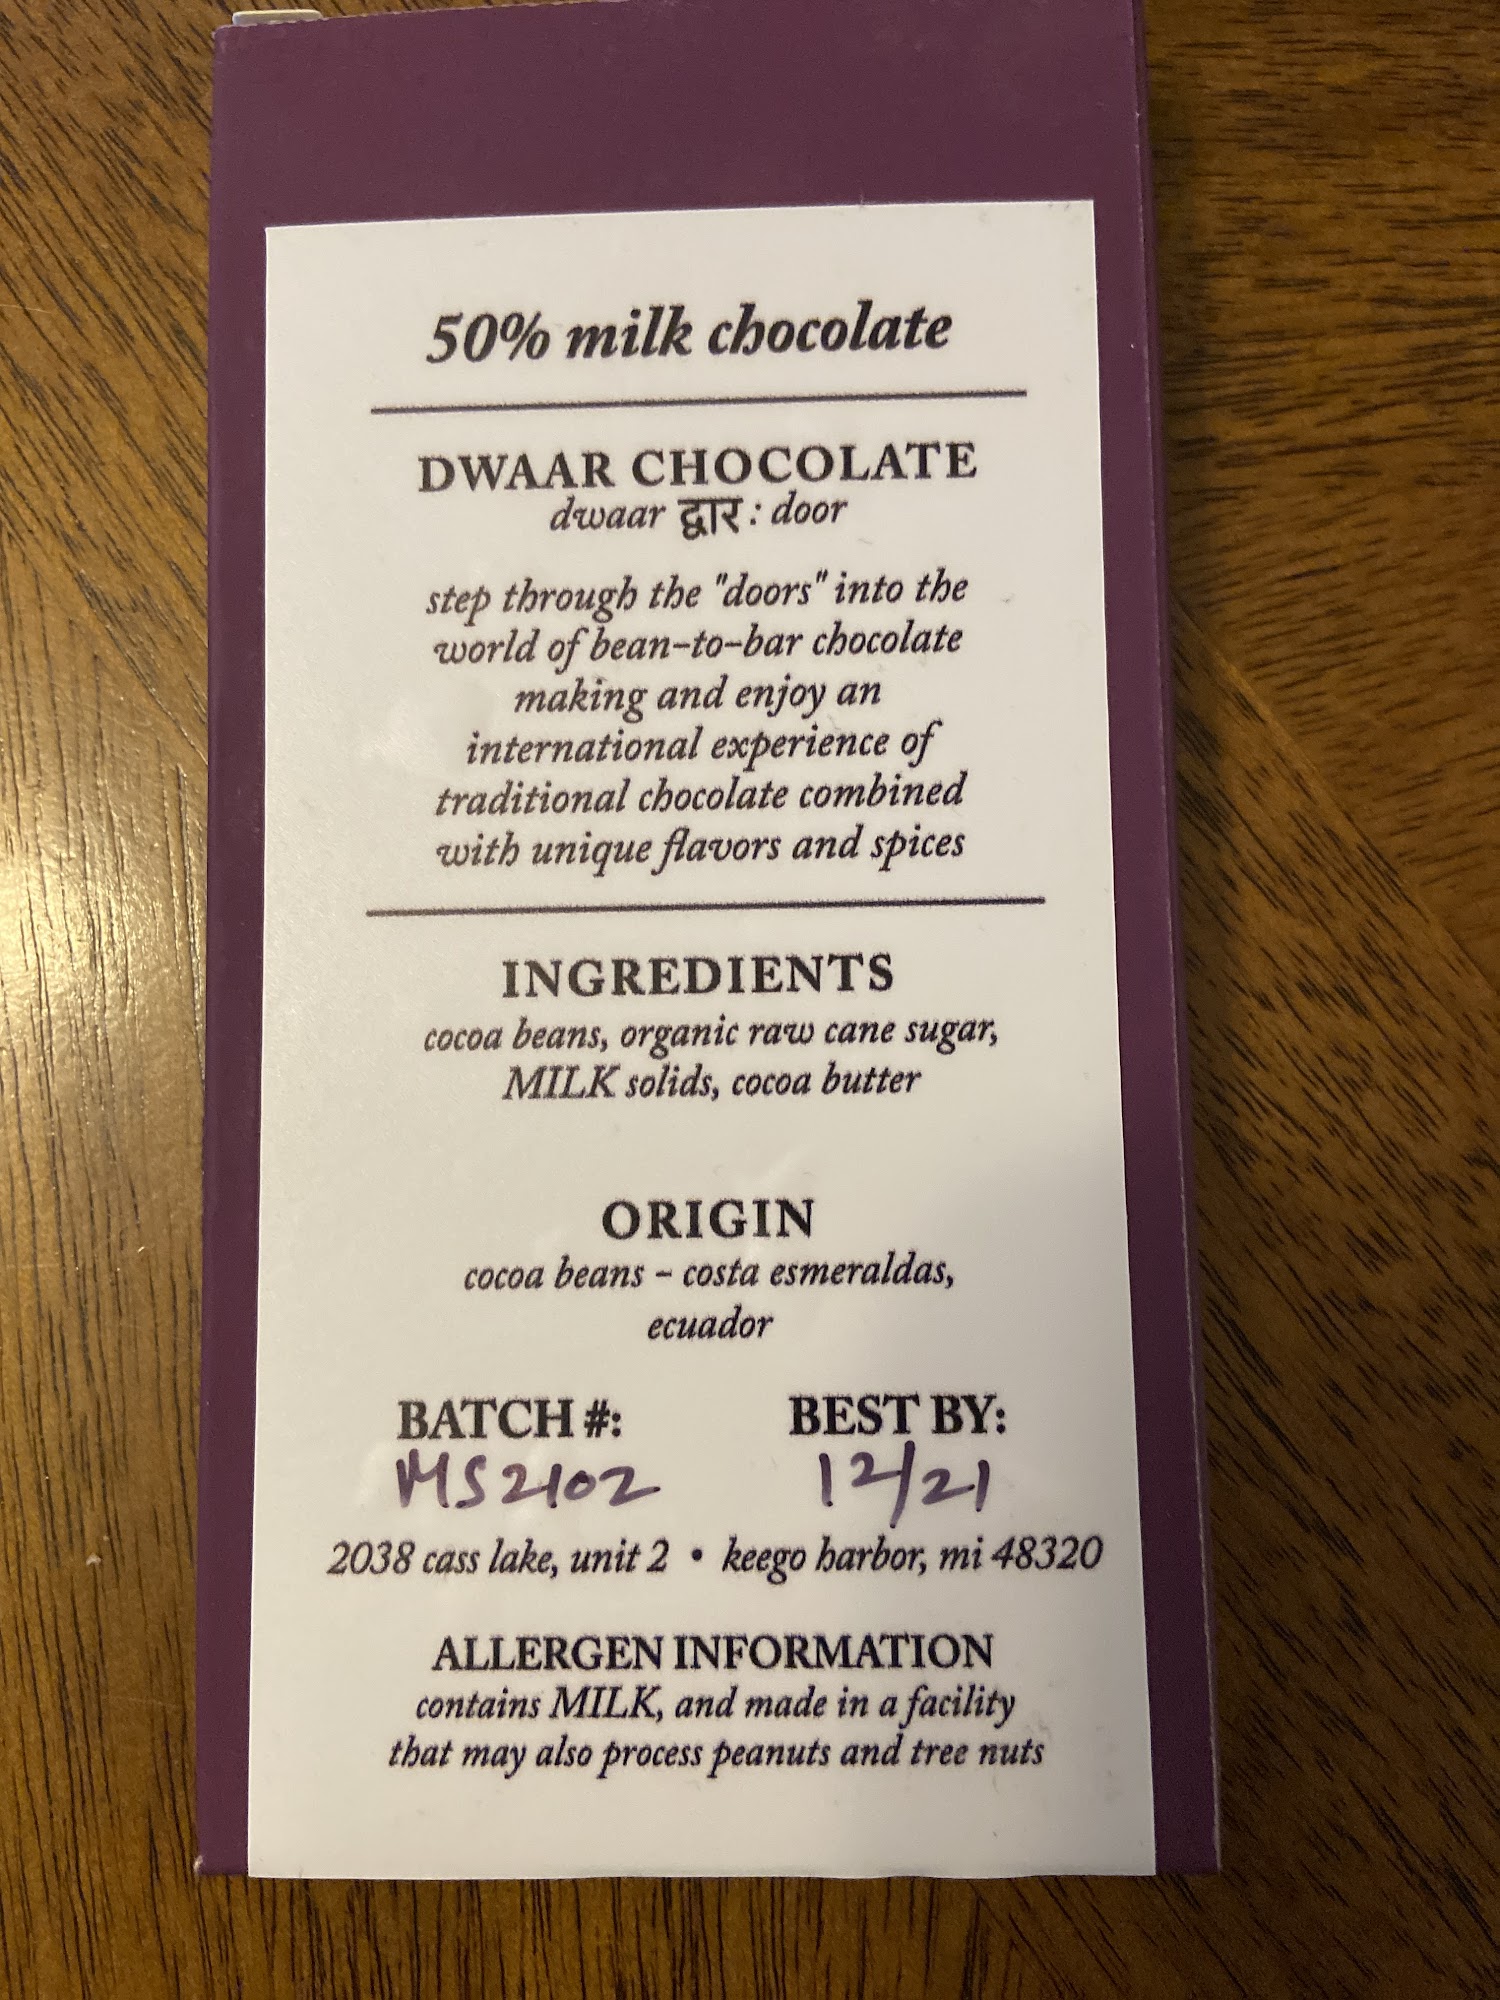 50% milk chocolate
DWAAR CHOCOLATE
dwaar द्वार : door
step through the "doors" into the
world of bean-to-bar chocolate
making and enjoy an
international experience of
traditional chocolate combined
with unique flavors and spices
INGREDIENTS
cocoa beans, organic raw cane sugar,
MILK solids, cocoa butter
ORIGIN
cocoa beans - costa esmeraldas,
ecuador
BATCH #: BEST BY:
MS2102 12/21
2038 cass lake, unit 2 • keego harbor, mi 48320
ALLERGEN INFORMATION
contains MILK, and made in a facility
that may also process peanuts and tree nuts